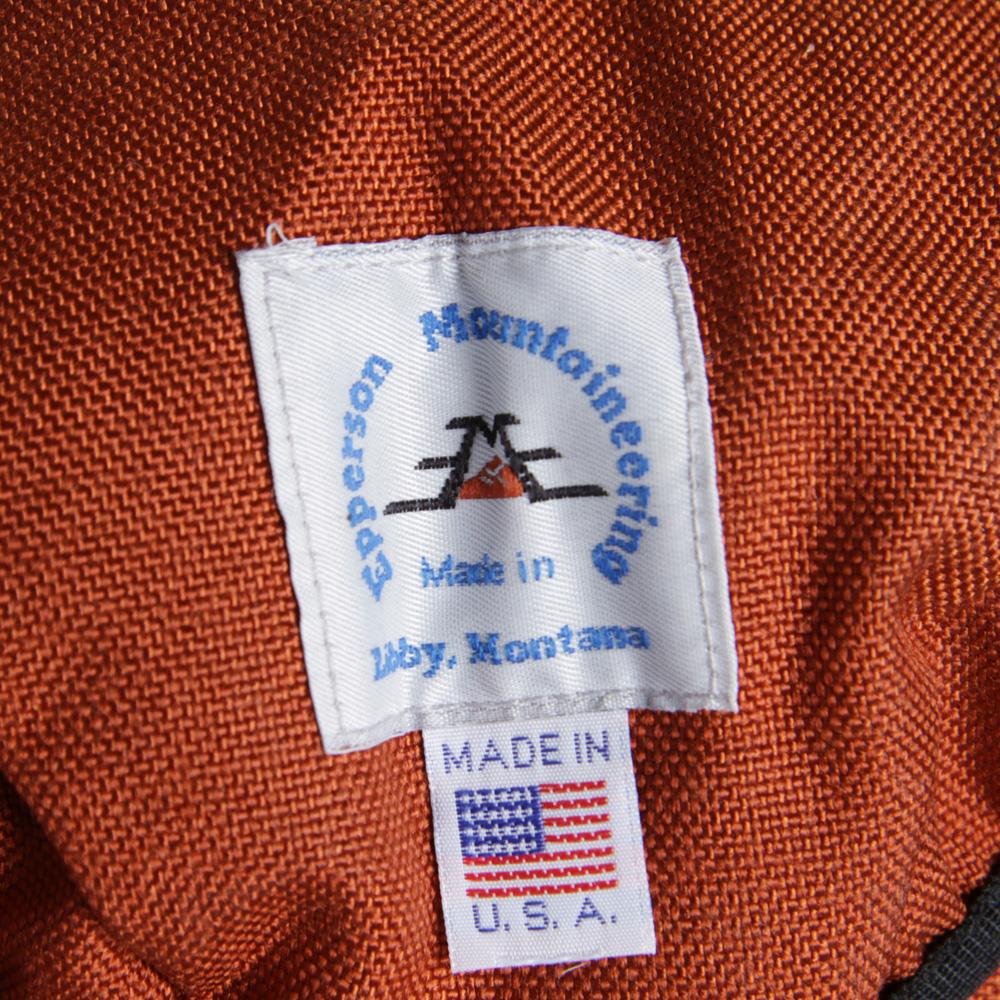 Epperson Mountaineering
Made in
Libby, Montana
MADE IN
U. S. A.